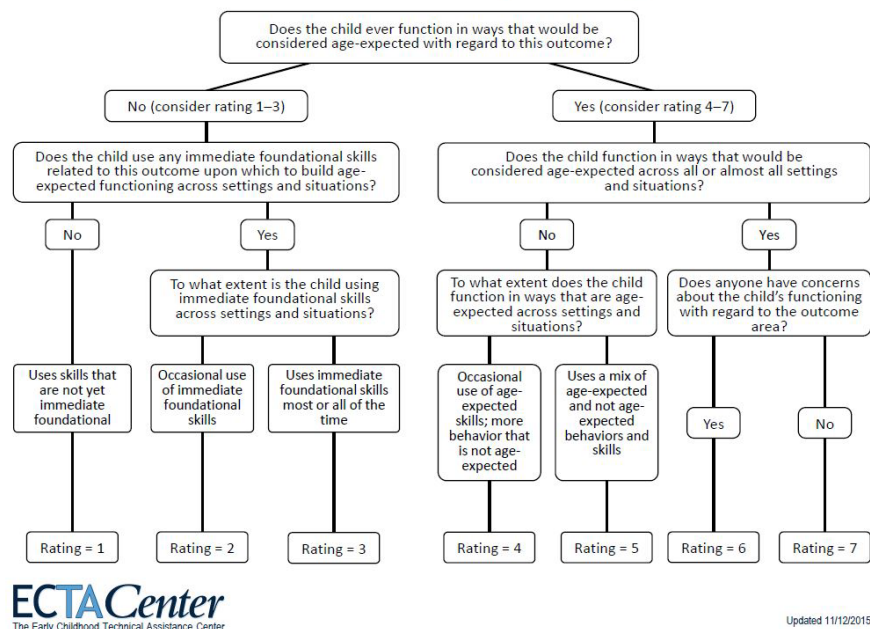 Does the child ever function in ways that would be
considered age-expected with regard to this outcome?
No (consider rating 1–3)
Yes (consider rating 4–7)
Does the child use any immediate foundational skills
related to this outcome upon which to build age-
expected functioning across settings and situations?
Does the child function in ways that would be
considered age-expected across all or almost all settings
and situations?
No
Yes
No
Yes
To what extent is the child using
immediate foundational skills
across settings and situations?
To what extent does the child
function in ways that are age-
expected across settings and
situations?
Does anyone have concerns
about the child’s functioning
with regard to the outcome
area?
Uses skills that
are not yet
immediate
foundational
Occasional use
of immediate
foundational
skills
Uses immediate
foundational skills
most or all of the
time
Occasional
use of age-
expected
skills; more
behavior that
is not age-
expected
Uses a mix of
age-expected
and not age-
expected
behaviors and
skills
Yes
No
Rating = 1
Rating = 2
Rating = 3
Rating = 4
Rating = 5
Rating = 6
Rating = 7
ECTA Center
The Early Childhood Technical Assistance Center
Updated 11/12/2015